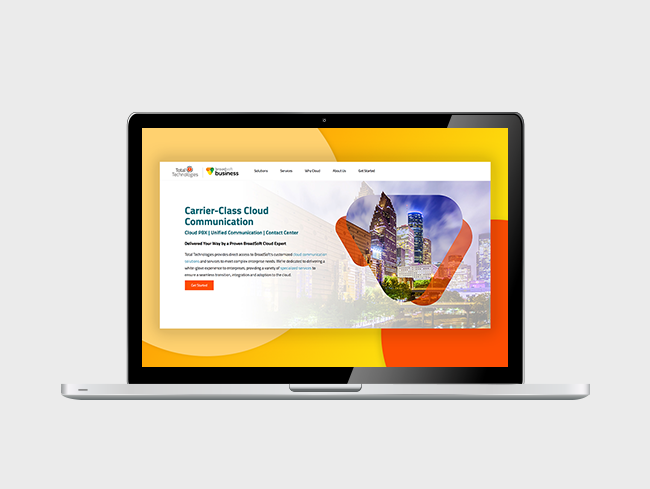 Total
Technologies
broadsoft
business
Solutions
Services
Why Cloud
About Us
Get Started
Carrier-Class Cloud
Communication
Cloud PBX | Unified Communication | Contact Center
Delivered Your Way by a Proven BroadSoft Cloud Expert
Total Technologies provides direct access to BroadSoft's customized cloud communication
solutions and services to meet complex enterprise needs. We're dedicated to delivering a
white-glove experience to enterprises, providing a variety of specialized services to
ensure a seamless transition, integration and adoption to the cloud.
Get Started